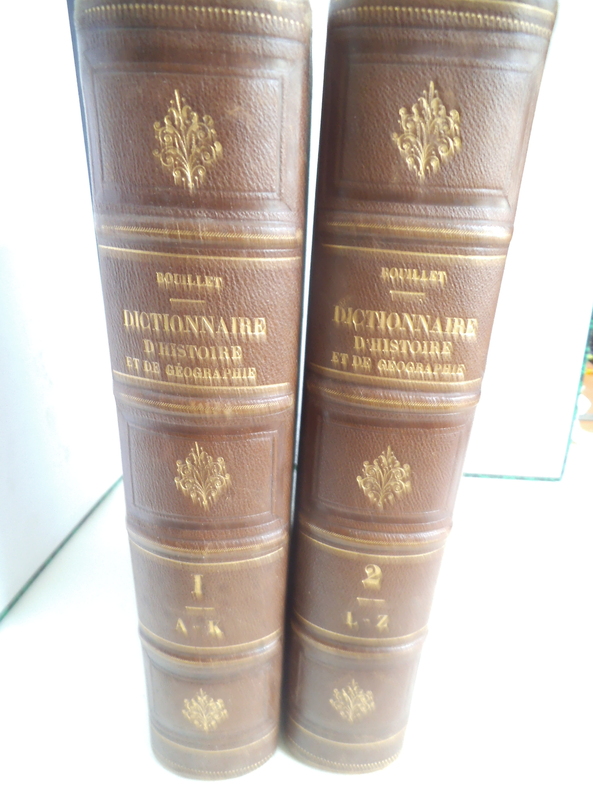 BOUILLET
DICTIONNAIRE
D'HISTOIRE
ET DE GÉOGRAPHIE
1
A - K
BOUILLET
DICTIONNAIRE
D'HISTOIRE
ET DE GÉOGRAPHIE
2
L - Z